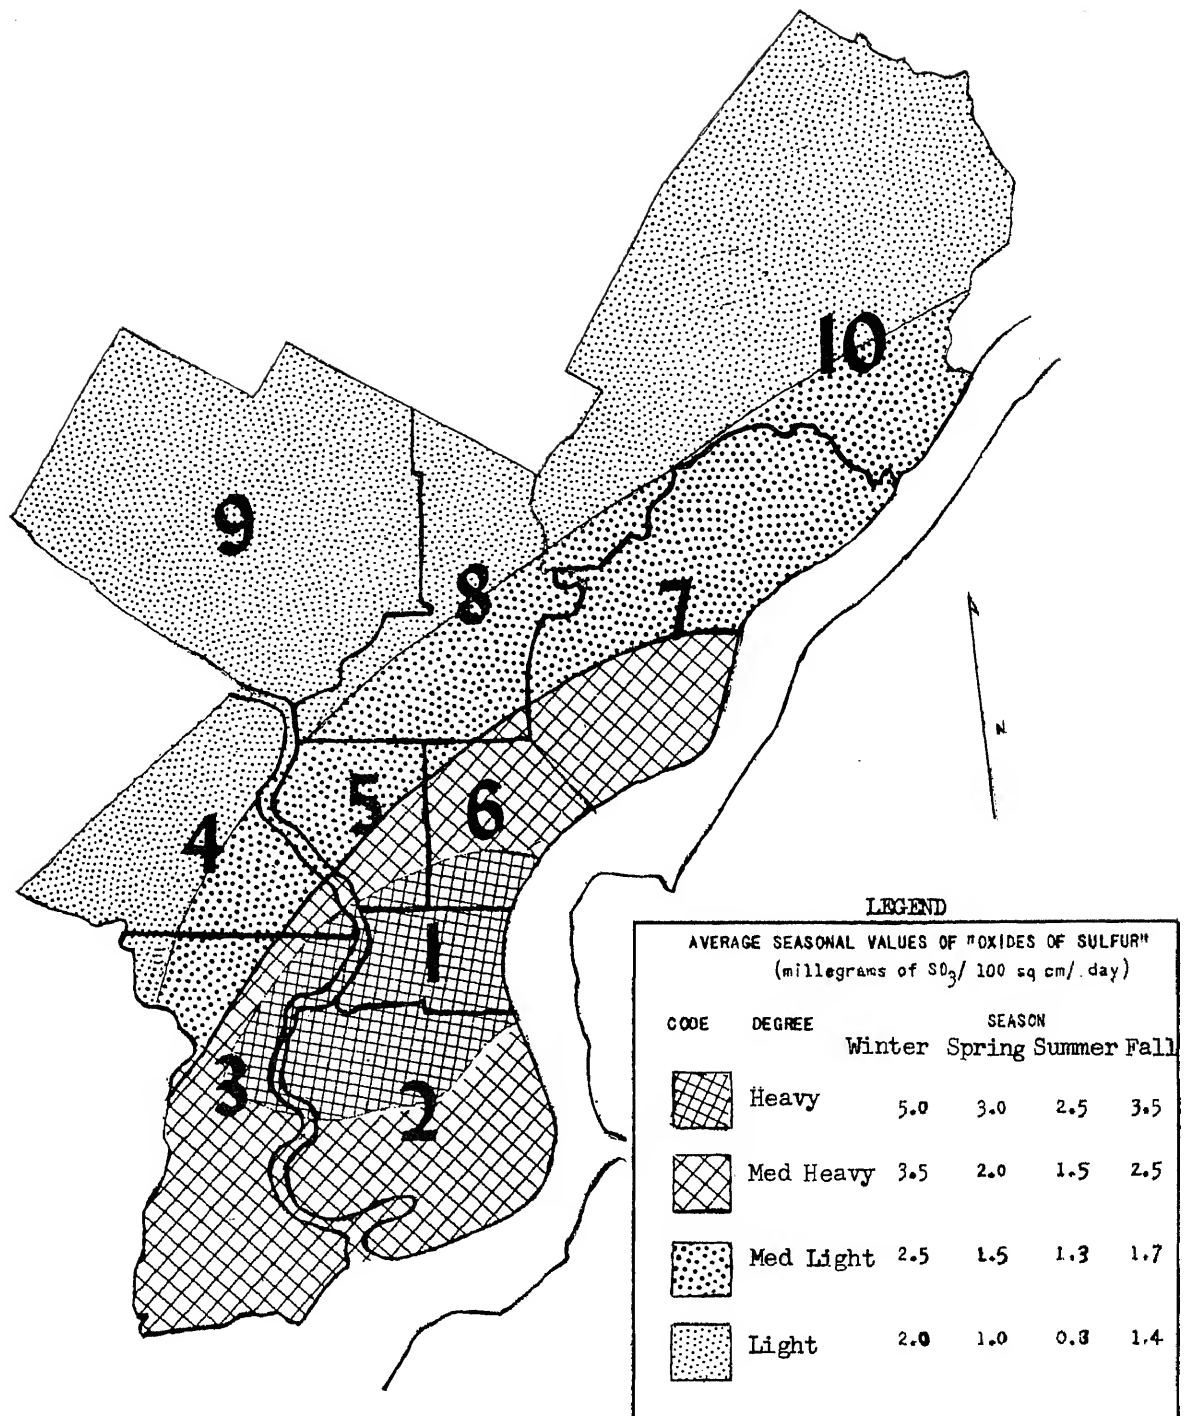 10
9
8
7
5
6
4
1
3
2
N
LEGEND
AVERAGE SEASONAL VALUES OF "OXIDES OF SULFUR"
(millegrams of SO3/ 100 sq cm/. day)
CODE DEGREE SEASON
Winter Spring Summer Fall
Heavy 5.0 3.0 2.5 3.5
Med Heavy 3.5 2.0 1.5 2.5
Med Light 2.5 1.5 1.3 1.7
Light 2.0 1.0 0.8 1.4